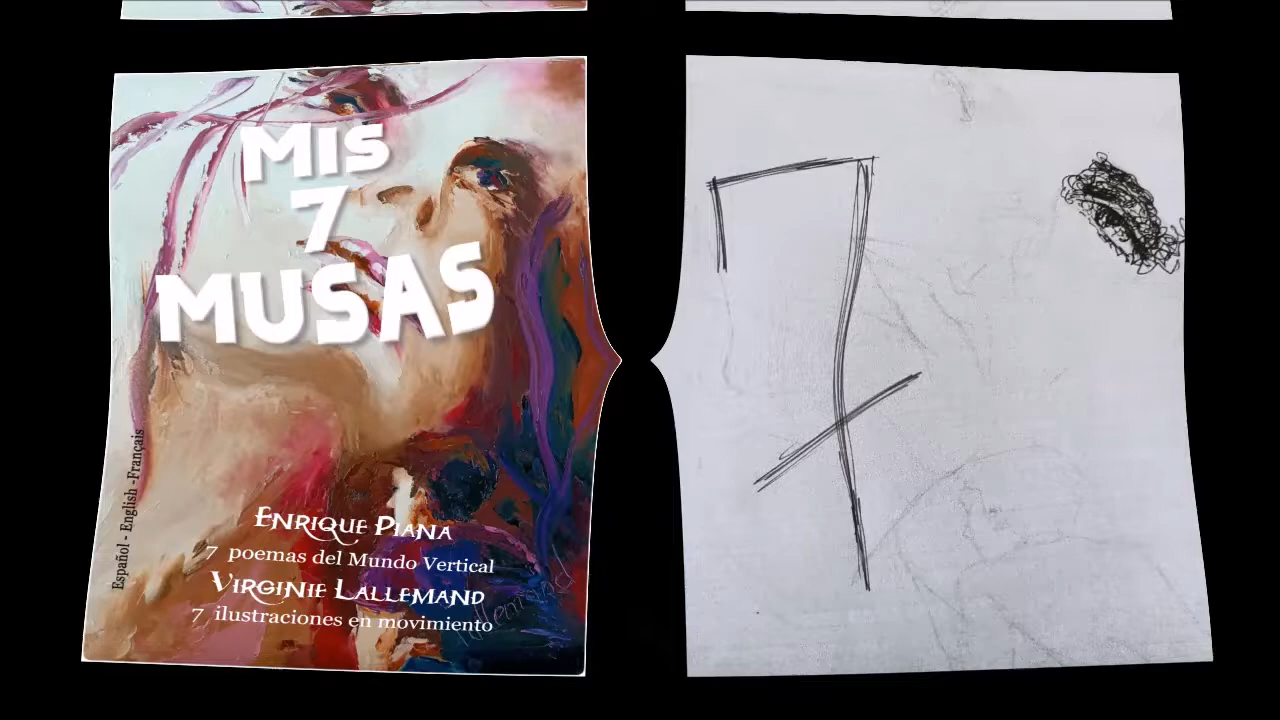 MIS
7
MUSAS
Español - English - Français
ENRIQUE PIANA
7 poemas del Mundo Vertical
VIRGINIE LALLEMAND
7 ilustraciones en movimiento
Lallemand
7